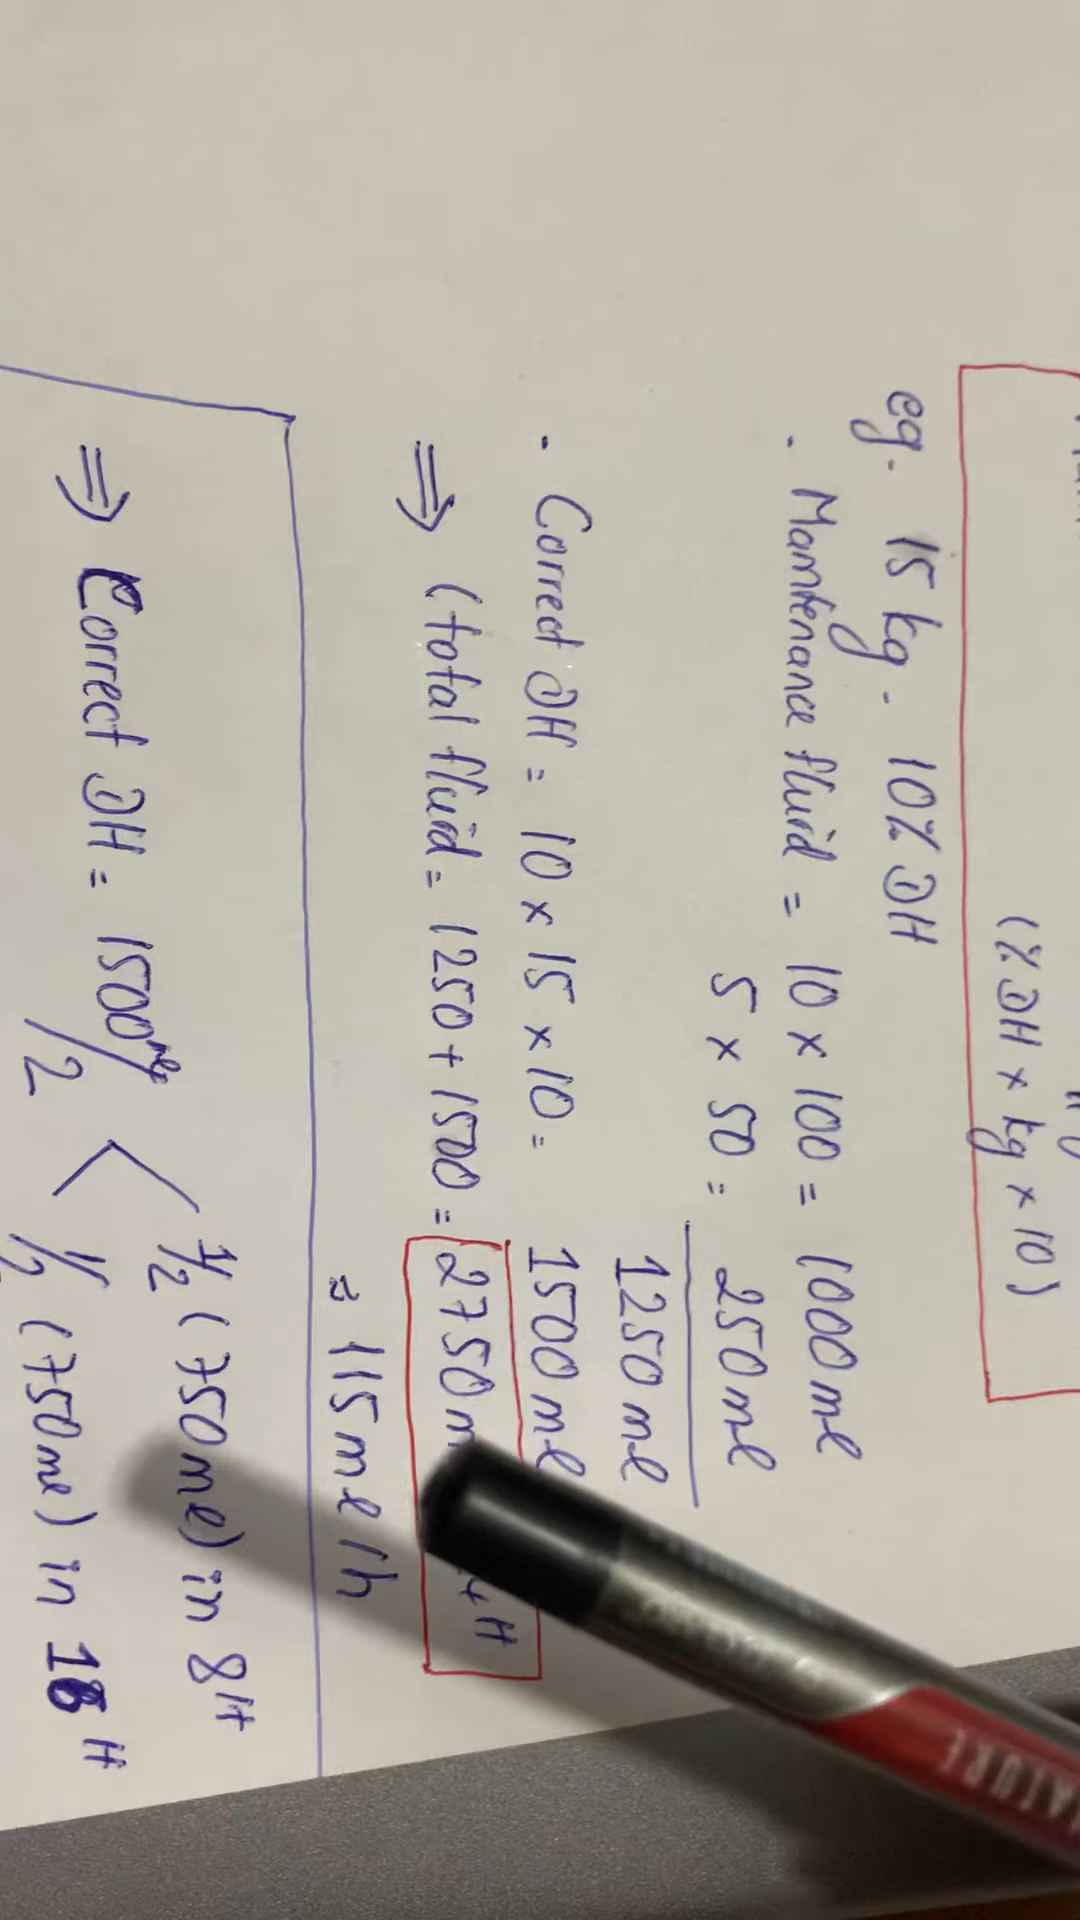 (% DH × kg × 10)
eg. 15 kg - 10% DH
· Maintenance fluid = 10 × 100 = 1000 ml
5 × 50 = 250 ml
1250 ml
· Correct DH = 10 × 15 × 10 = 1500 ml
⇒ (total fluid = 1250 + 1500 = 2750 m H
≈ 115 ml / h
⇒ Correct DH = 1500 ml/2 < ½ (750 ml) in 8H
½ (750 ml) in 16 H
ATURE